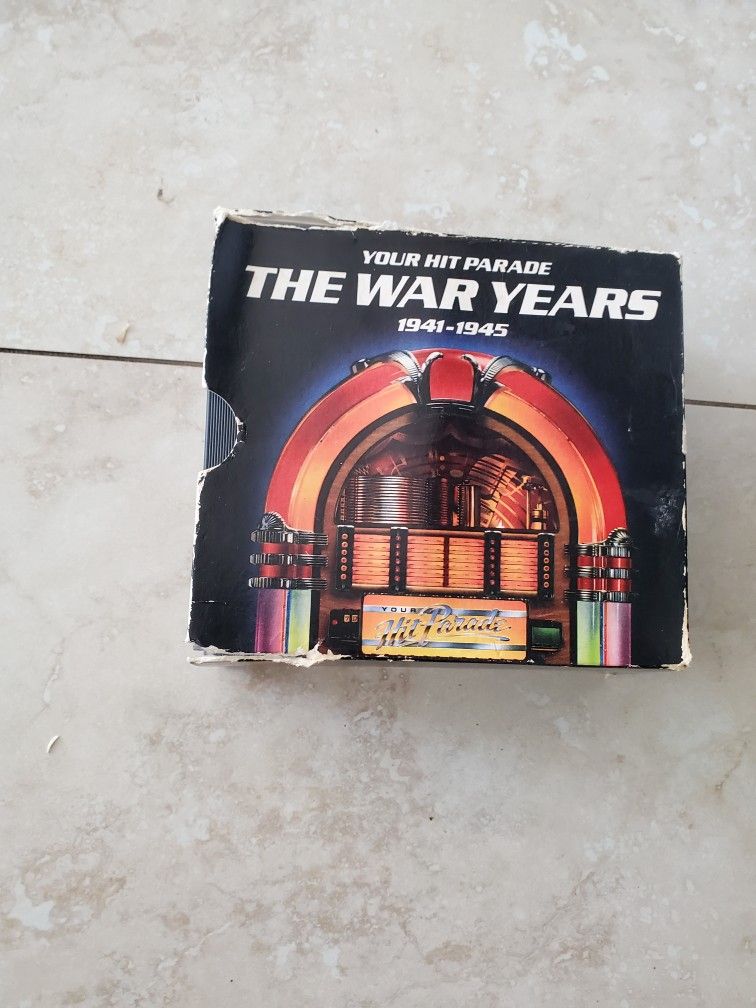 YOUR HIT PARADE
THE WAR YEARS
1941-1945
YOUR
Hit Parade